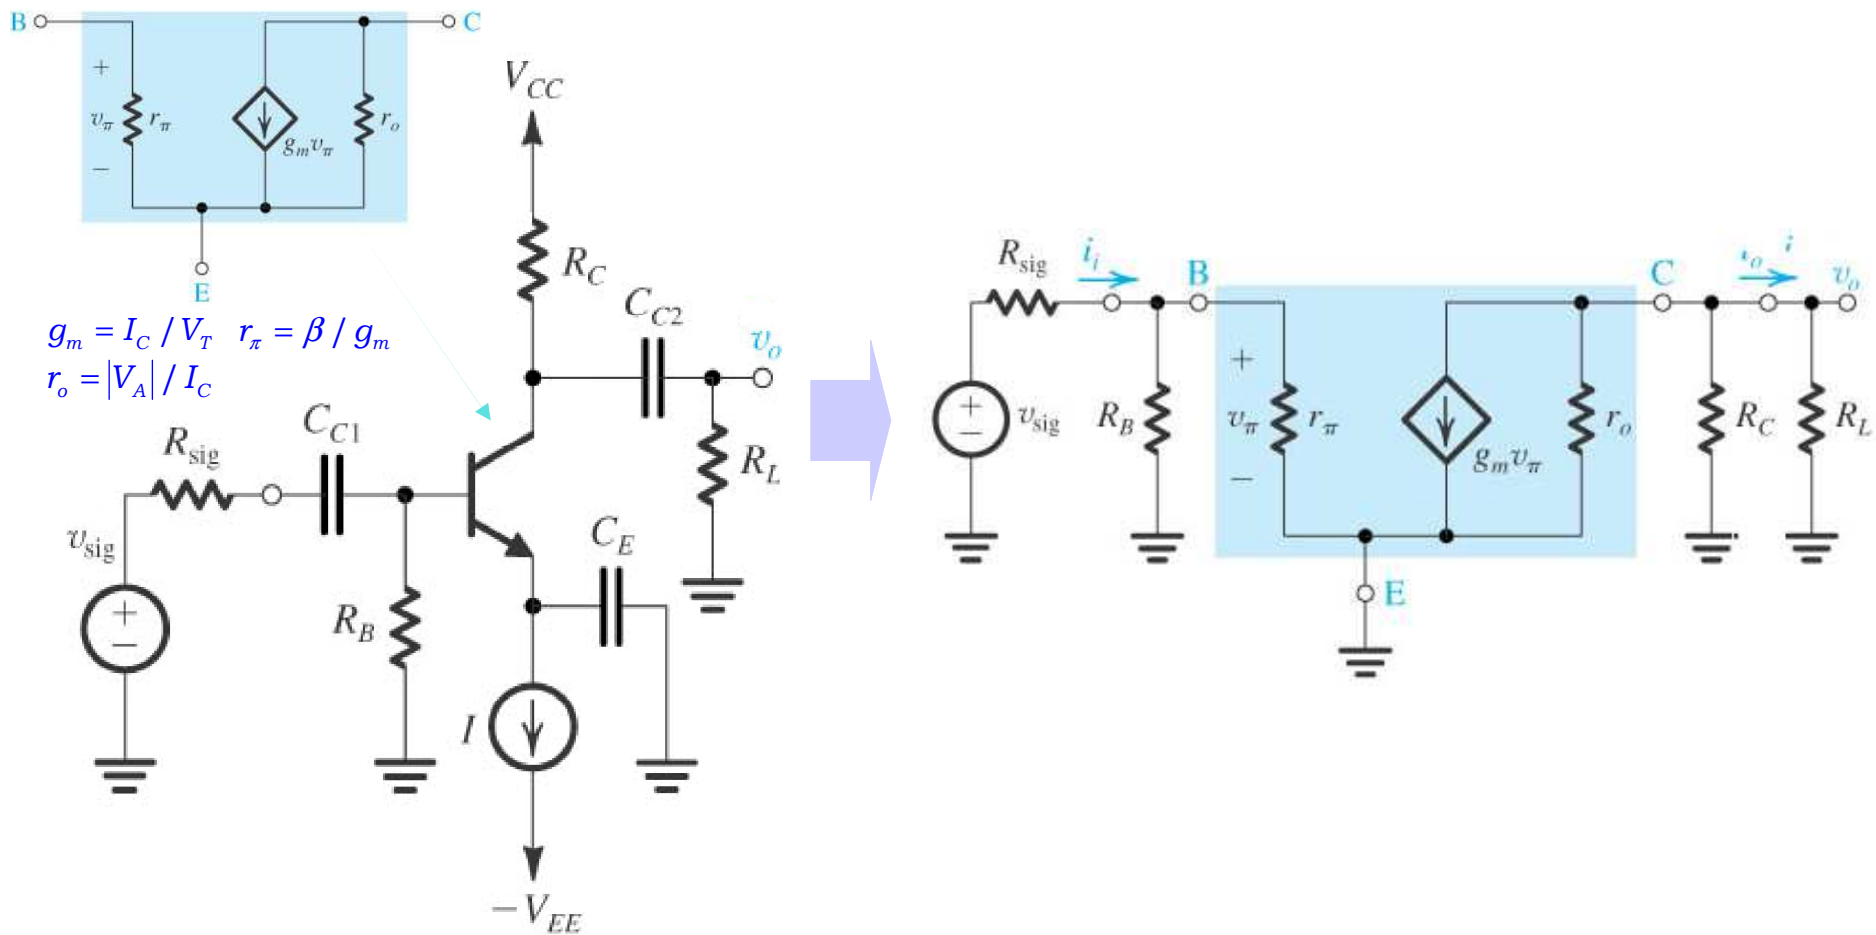 B
C
+
v_π
r_π
g_m v_π
r_o
−
E
g_m = I_C / V_T r_π = β / g_m
r_o = |V_A| / I_C
V_CC
R_C
C_C2
v_o
R_L
C_C1
R_sig
v_sig
+
−
R_B
C_E
I
−V_EE
R_sig
i_i
B
C
i_o
i
v_o
+
−
v_sig
R_B
+
v_π
−
r_π
g_m v_π
r_o
R_C
R_L
E